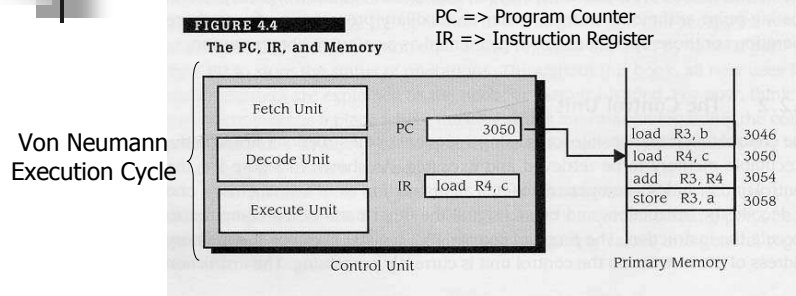 FIGURE 4.4
The PC, IR, and Memory
PC => Program Counter
IR => Instruction Register
Von Neumann
Execution Cycle
Fetch Unit
Decode Unit
Execute Unit
PC
3050
IR
load R4, c
Control Unit
load R3, b 3046
load R4, c 3050
add R3, R4 3054
store R3, a 3058
Primary Memory